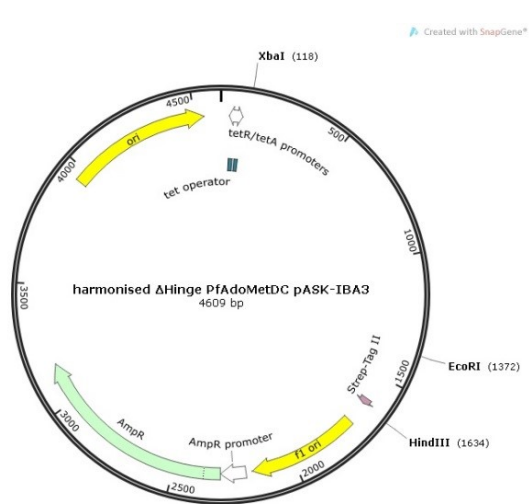 Created with SnapGene®
XbaI (118)
4500
500
ori
tetR/tetA promoters
4000
tet operator
1000
harmonised ΔHinge PfAdoMetDC pASK-IBA3
4609 bp
3500
Strep-Tag II
EcoRI (1372)
1500
HindIII (1634)
AmpR
AmpR promoter
f1 ori
3000
2000
2500